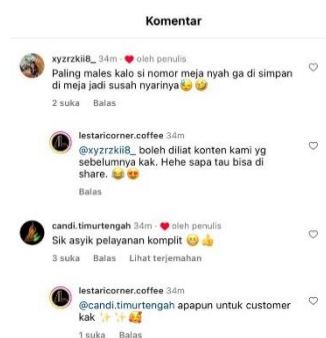 Komentar
xyzrzkii8_ 34m · ❤️ oleh penulis
Paling males kalo si nomor meja nyah ga di simpan
di meja jadi susah nyarinya😓😂
2 suka Balas
lestaricorner.coffee 34m
@xyzrzkii8_ boleh diliat konten kami yg
sebelumnya kak. Hehe sapa tau bisa di
share. 😂😍
Balas
candi.timurtengah 34m · ❤️ oleh penulis
Sik asyik pelayanan komplit 😄👍
3 suka Balas Lihat terjemahan
lestaricorner.coffee 34m
@candi.timurtengah apapun untuk customer
kak ✨✨🥰
1 suka Balas